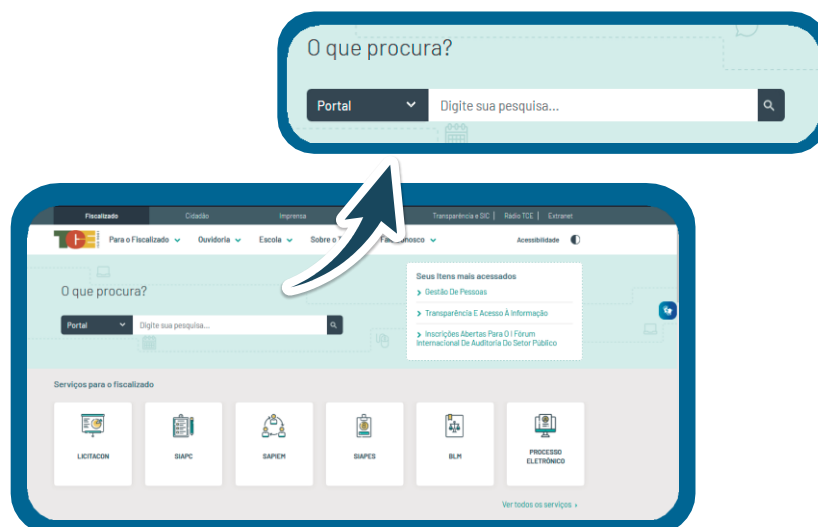 O que procura?
Portal
Digite sua pesquisa...
Fiscalizado
Cidadão
Imprensa
Transparência e SIC
Rádio TCE
Extranet
TCE
Para o Fiscalizado
Ouvidoria
Escola
Sobre o
Acessibilidade
O que procura?
Portal
Digite sua pesquisa...
Seus Itens mais acessados
Gestão De Pessoas
Transparência E Acesso À Informação
Inscrições Abertas Para O I Fórum
Internacional De Auditoria Do Setor Público
Serviços para o fiscalizado
LICITACON
SIAPC
SAPIEM
SIAPES
BLM
PROCESSO
ELETRÔNICO
Ver todos os serviços